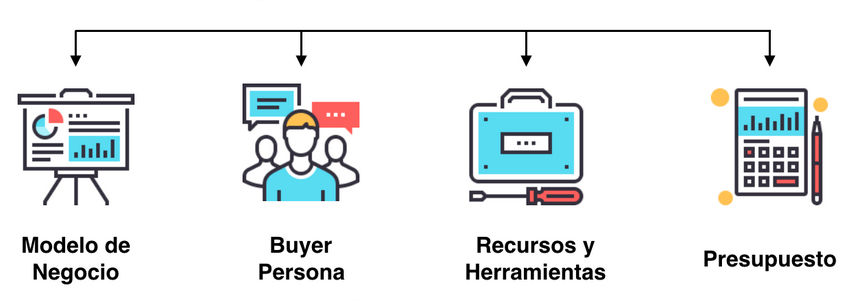 Modelo de
Negocio
Buyer
Persona
Recursos y
Herramientas
Presupuesto